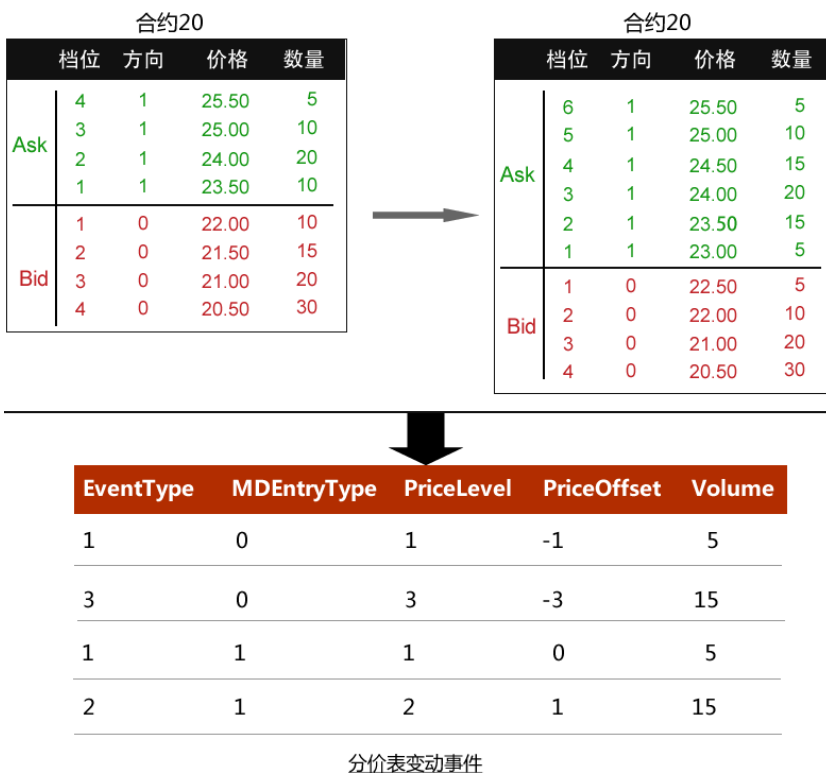 合约20
档位 方向 价格 数量
Ask
4 1 25.50 5
3 1 25.00 10
2 1 24.00 20
1 1 23.50 10
Bid
1 0 22.00 10
2 0 21.50 15
3 0 21.00 20
4 0 20.50 30
合约20
档位 方向 价格 数量
Ask
6 1 25.50 5
5 1 25.00 10
4 1 24.50 15
3 1 24.00 20
2 1 23.50 15
1 1 23.00 5
Bid
1 0 22.50 5
2 0 22.00 10
3 0 21.00 20
4 0 20.50 30
EventType MDEntryType PriceLevel PriceOffset Volume
1 0 1 -1 5
3 0 3 -3 15
1 1 1 0 5
2 1 2 1 15
分价表变动事件